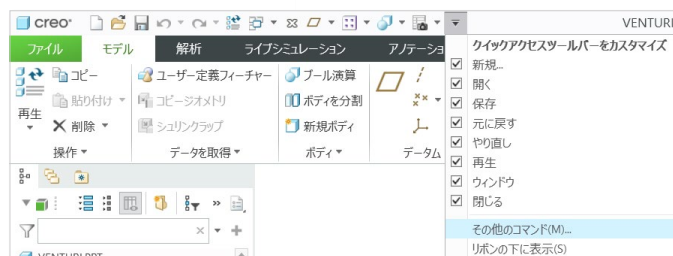 creo
VENTURI
クイックアクセスツールバーをカスタマイズ
ファイル モデル 解析 ライブシミュレーション アノテーショ
新規...
コピー ユーザー定義フィーチャー ブール演算
開く
貼り付け コピージオメトリ ボディを分割
保存
再生
元に戻す
削除 シュリンクラップ 新規ボディ
やり直し
操作 データを取得 ボディ データム
再生
ウィンドウ
閉じる
その他のコマンド(M)...
リボンの下に表示(S)